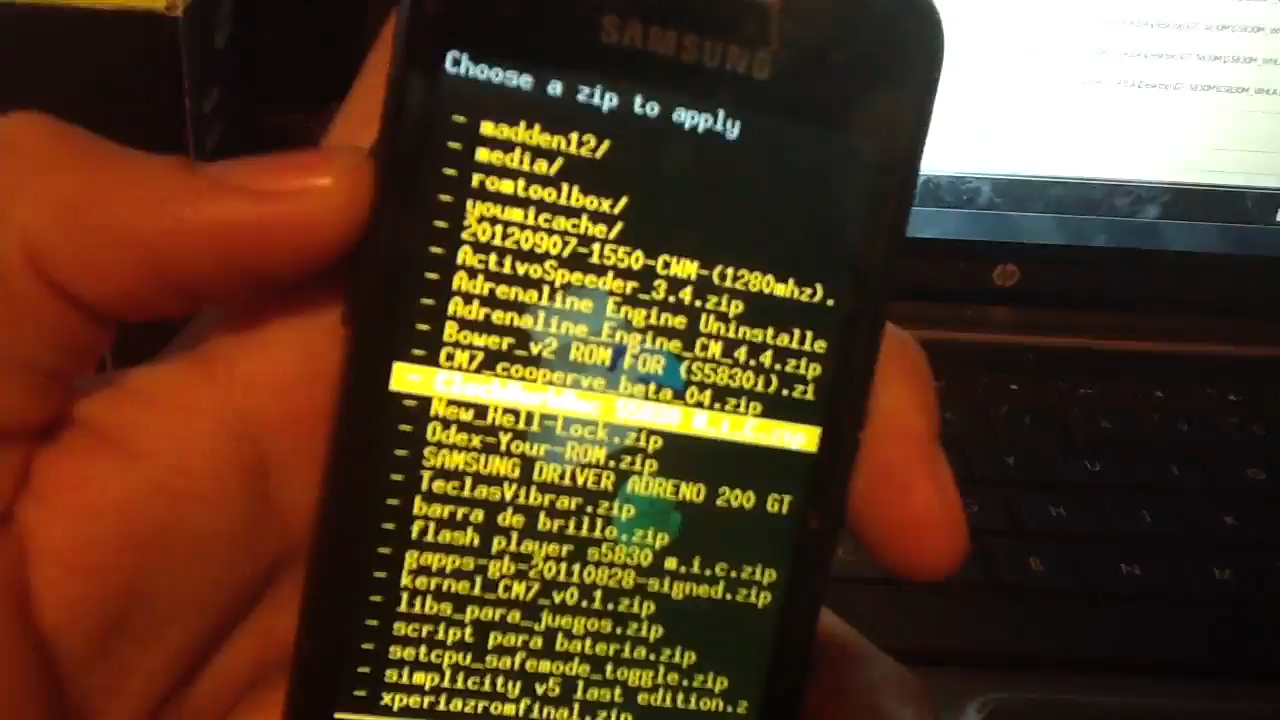 SAMSUNG
Choose a zip to apply
- madden12/
- media/
- romtoolbox/
- youmicache/
- 20120907-1550-CWM-(1280mhz).
- ActivoSpeeder_3.4.zip
- Adrenaline Engine Uninstalle
- Adrenaline_Engine_CM_4.4.zip
- Bower_v2 ROM FOR (S5830i).zi
- CM7_cooperve_beta_04.zip
- S5830 M.i.C.zip
- New_Hell-Lock.zip
- Odex-Your-ROM.zip
- SAMSUNG DRIVER ADRENO 200 GT
- TeclasVibrar.zip
- barra de brillo.zip
- flash player s5830 m.i.c.zip
- gapps-gb-20110828-signed.zip
- kernel_CM7_v0.1.zip
- libs_para_juegos.zip
- script para bateria.zip
- setcpu_safemode_toggle.zip
- simplicity v5 last edition.z
- xperiazromfinal.zip
hp